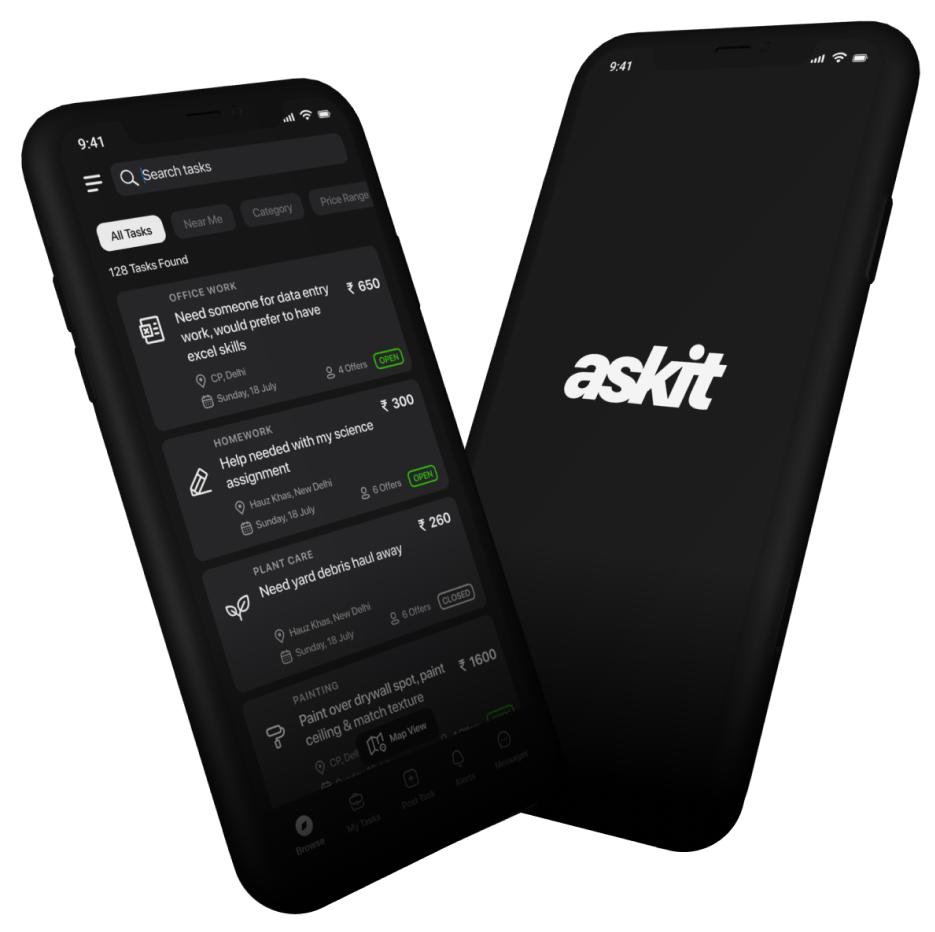 9:41
Search tasks
All Tasks
Near Me
Category
Price Range
128 Tasks Found
OFFICE WORK
Need someone for data entry
work, would prefer to have
excel skills
₹ 650
CP, Delhi
Sunday, 18 July
4 Offers
OPEN
HOMEWORK
Help needed with my science
assignment
₹ 300
Hauz Khas, New Delhi
Sunday, 18 July
6 Offers
OPEN
PLANT CARE
Need yard debris haul away
₹ 260
Hauz Khas, New Delhi
Sunday, 18 July
6 Offers
CLOSED
PAINTING
Paint over drywall spot, paint
ceiling & match texture
₹ 1600
Map View
Browse
My Tasks
Post Task
Alerts
Messages
9:41
askit